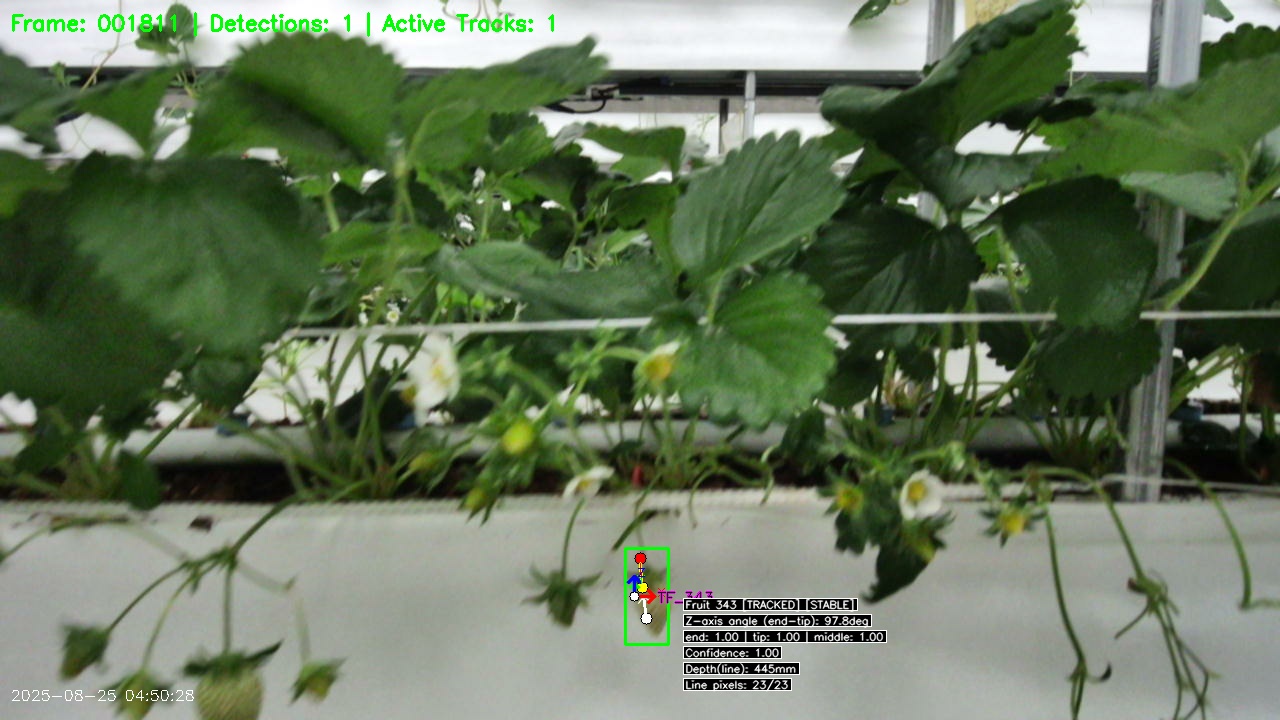 Frame: 001811 | Detections: 1 | Active Tracks: 1
TF_343
Fruit 343 [TRACKED] [STABLE]
Z-axis angle (end-tip): 97.8deg
end: 1.00 | tip: 1.00 | middle: 1.00
Confidence: 1.00
Depth(line): 445mm
Line pixels: 23/23
2025-08-25 04:50:28